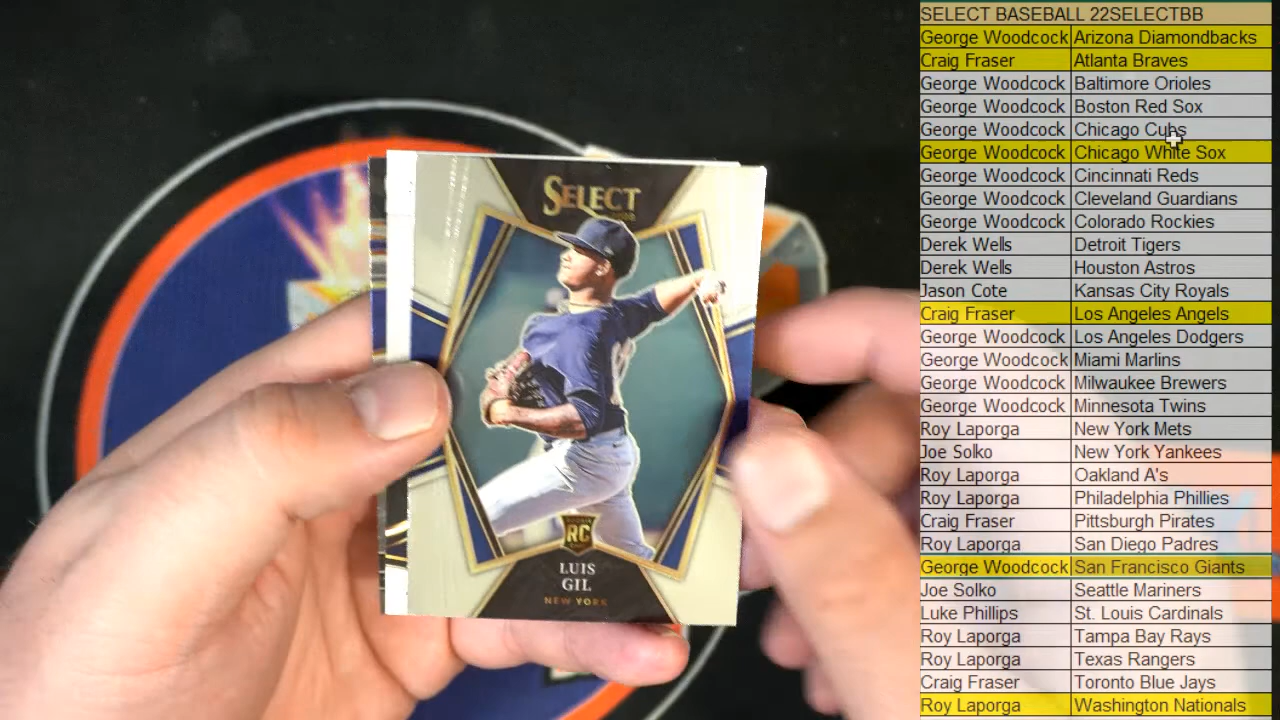 SELECT
RC
LUIS
GIL
NEW YORK
SELECT BASEBALL 22SELECTBB
George Woodcock Arizona Diamondbacks
Craig Fraser Atlanta Braves
George Woodcock Baltimore Orioles
George Woodcock Boston Red Sox
George Woodcock Chicago Cubs
George Woodcock Chicago White Sox
George Woodcock Cincinnati Reds
George Woodcock Cleveland Guardians
George Woodcock Colorado Rockies
Derek Wells Detroit Tigers
Derek Wells Houston Astros
Jason Cote Kansas City Royals
Craig Fraser Los Angeles Angels
George Woodcock Los Angeles Dodgers
George Woodcock Miami Marlins
George Woodcock Milwaukee Brewers
George Woodcock Minnesota Twins
Roy Laporga New York Mets
Joe Solko New York Yankees
Roy Laporga Oakland A's
Roy Laporga Philadelphia Phillies
Craig Fraser Pittsburgh Pirates
Roy Laporga San Diego Padres
George Woodcock San Francisco Giants
Joe Solko Seattle Mariners
Luke Phillips St. Louis Cardinals
Roy Laporga Tampa Bay Rays
Roy Laporga Texas Rangers
Craig Fraser Toronto Blue Jays
Roy Laporga Washington Nationals